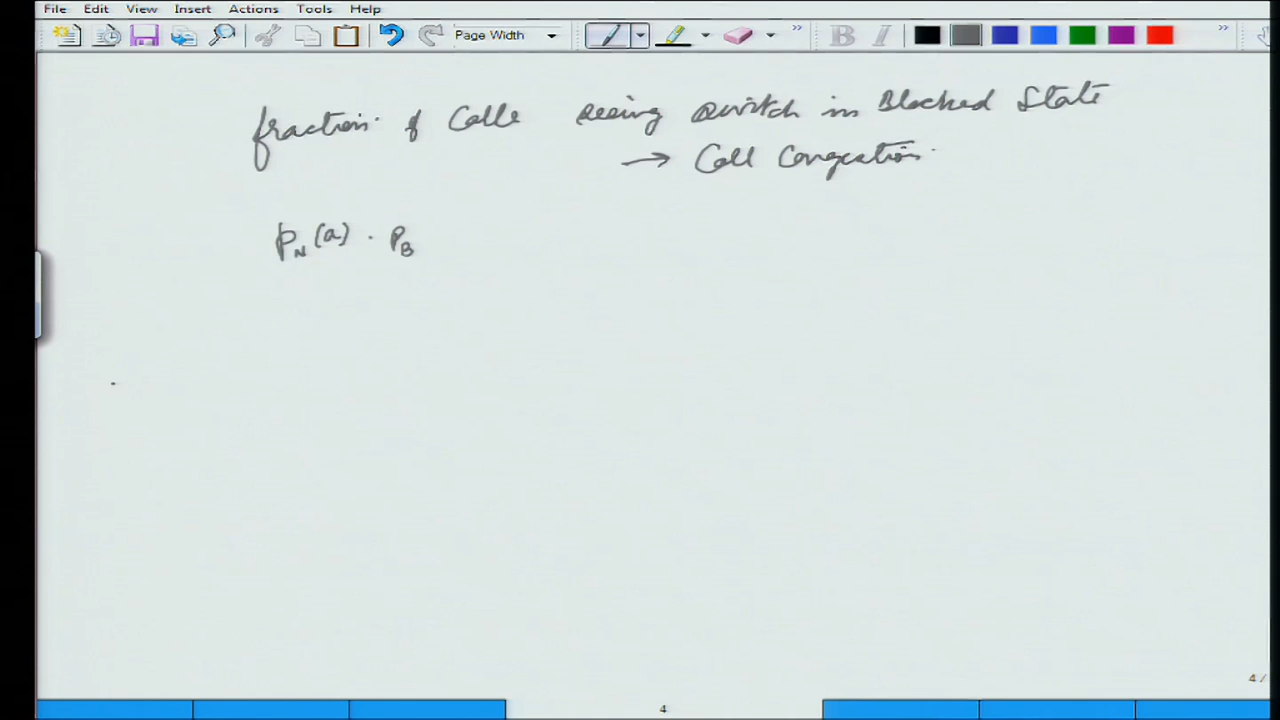 File Edit View Insert Actions Tools Help
Page Width
fraction of Calls seeing switch in Blocked State
→ Call Congestion
p_N(a) · p_B
4 /
4